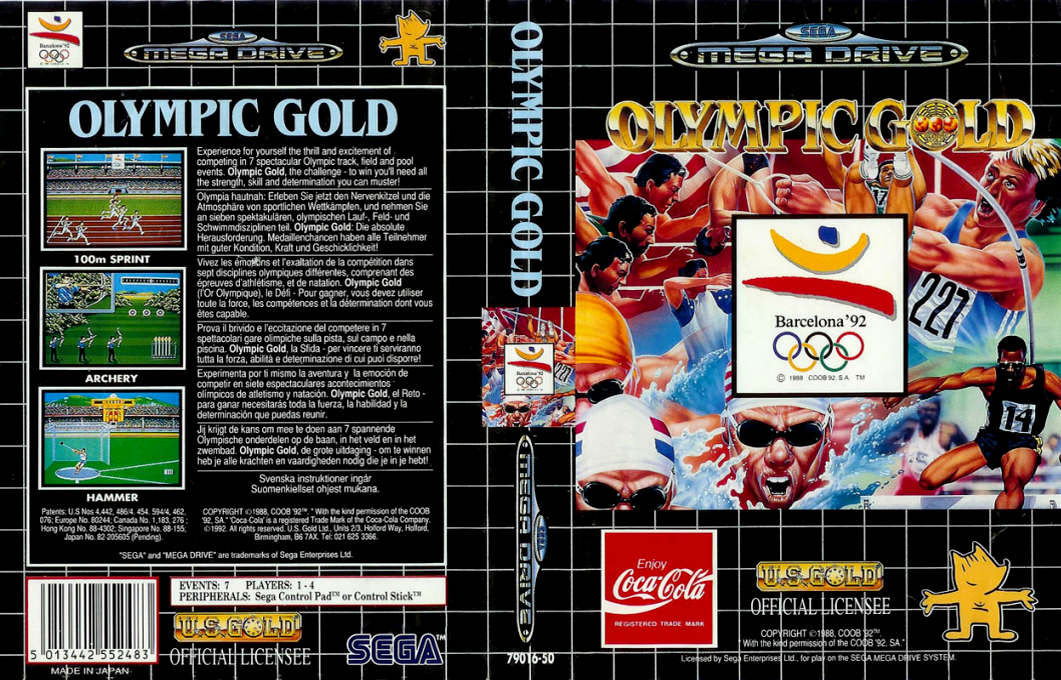 Barcelona '92
SEGA
MEGA DRIVE
OLYMPIC GOLD
Experience for yourself the thrill and excitement of
competing in 7 spectacular Olympic track, field and pool
events. Olympic Gold, the challenge - to win you'll need all
the strength, skill and determination you can muster!
Olympia hautnah: Erleben Sie jetzt den Nervenkitzel und die
Atmosphäre von sportlichen Wettkämpfen, und nehmen Sie
an sieben spektakulären, olympischen Lauf-, Feld- und
Schwimmdisziplinen teil. Olympic Gold: Die absolute
Herausforderung. Medaillenchancen haben alle Teilnehmer
mit guter Kondition, Kraft und Geschicklichkeit!
Vivez les émotions et l'exaltation de la compétition dans
sept disciplines olympiques différentes, comprenant des
épreuves d'athlétisme, et de natation. Olympic Gold
(l'Or Olympique), le Défi - Pour gagner, vous devez utiliser
toute la force, les compétences et la détermination dont vous
êtes capable.
Prova il brivido e l'eccitazione del competere in 7
spettacolari gare olimpiche sulla pista, sul campo e nella
piscina. Olympic Gold, la Slida - per vincere ti serviranno
tutta la forza, abilità e determinazione di cui puoi disporre!
Experimenta por ti mismo la aventura y la emoción de
competir en siete espectaculares acontecimientos
olímpicos de atletismo y natación. Olympic Gold, el Reto -
para ganar necesitarás toda la fuerza, la habilidad y la
determinación que puedas reunir.
Jij krijgt de kans om mee te doen aan 7 spannende
Olympische onderdelen op de baan, in het veld en in het
zwembad. Olympic Gold, de grote uitdaging - om te winnen
heb je alle krachten en vaardigheden nodig die je in je hebt!
Svenska instruktioner ingår
Suomenkielliset ohjest mukana.
100m SPRINT
ARCHERY
HAMMER
Patents: U.S Nos 4,442, 486/4. 454. 594/4, 462,
076; Europe No. 80244; Canada No. 1,183, 276 ;
Hong Kong No. 88-4302; Singapore No. 88-155;
Japan No. 82-205605 (Pending).
COPYRIGHT ©1988, COOB '92™, " With the kind permission of the COOB
'92, SA." 'Coca-Cola' is a registered Trade Mark of the Coca-Cola Company.
©1992. All rights reserved. U.S. Gold Ltd., Units 2/3, Holford Way, Holford,
Birmingham, B6 7AX. Tel: 021 625 3366.
"SEGA" and "MEGA DRIVE" are trademarks of Sega Enterprises Ltd.
5 013442 552483
MADE IN JAPAN
EVENTS: 7 PLAYERS: 1 - 4
PERIPHERALS: Sega Control Pad™ or Control Stick™
U.S. GOLD
OFFICIAL LICENSEE
SEGA™
OLYMPIC GOLD
Barcelona '92
227
SEGA
MEGA DRIVE
79016-50
SEGA
MEGA DRIVE
OLYMPIC GOLD
227
14
Barcelona '92
© 1988 COOB'92, S.A. TM
Enjoy
Coca-Cola
REGISTERED TRADE MARK
U.S. GOLD
OFFICIAL LICENSEE
COPYRIGHT ©1988, COOB '92™,
" With the kind permission of the COOB '92, SA."
Licensed by Sega Enterprises Ltd., for play on the SEGA MEGA DRIVE SYSTEM.